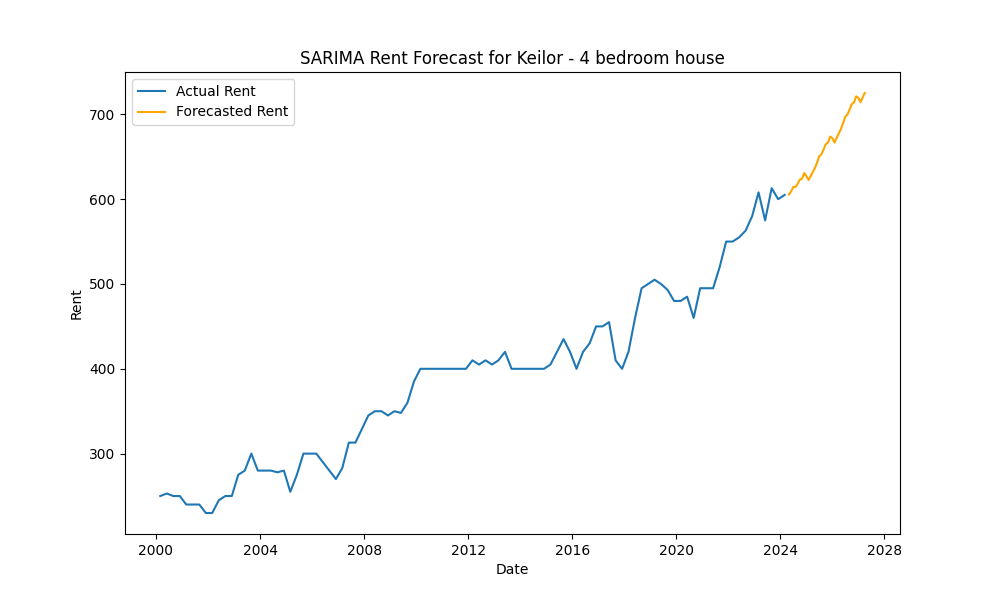 SARIMA Rent Forecast for Keilor - 4 bedroom house
Actual Rent
Forecasted Rent
Rent
700
600
500
400
300
2000 2004 2008 2012 2016 2020 2024 2028
Date